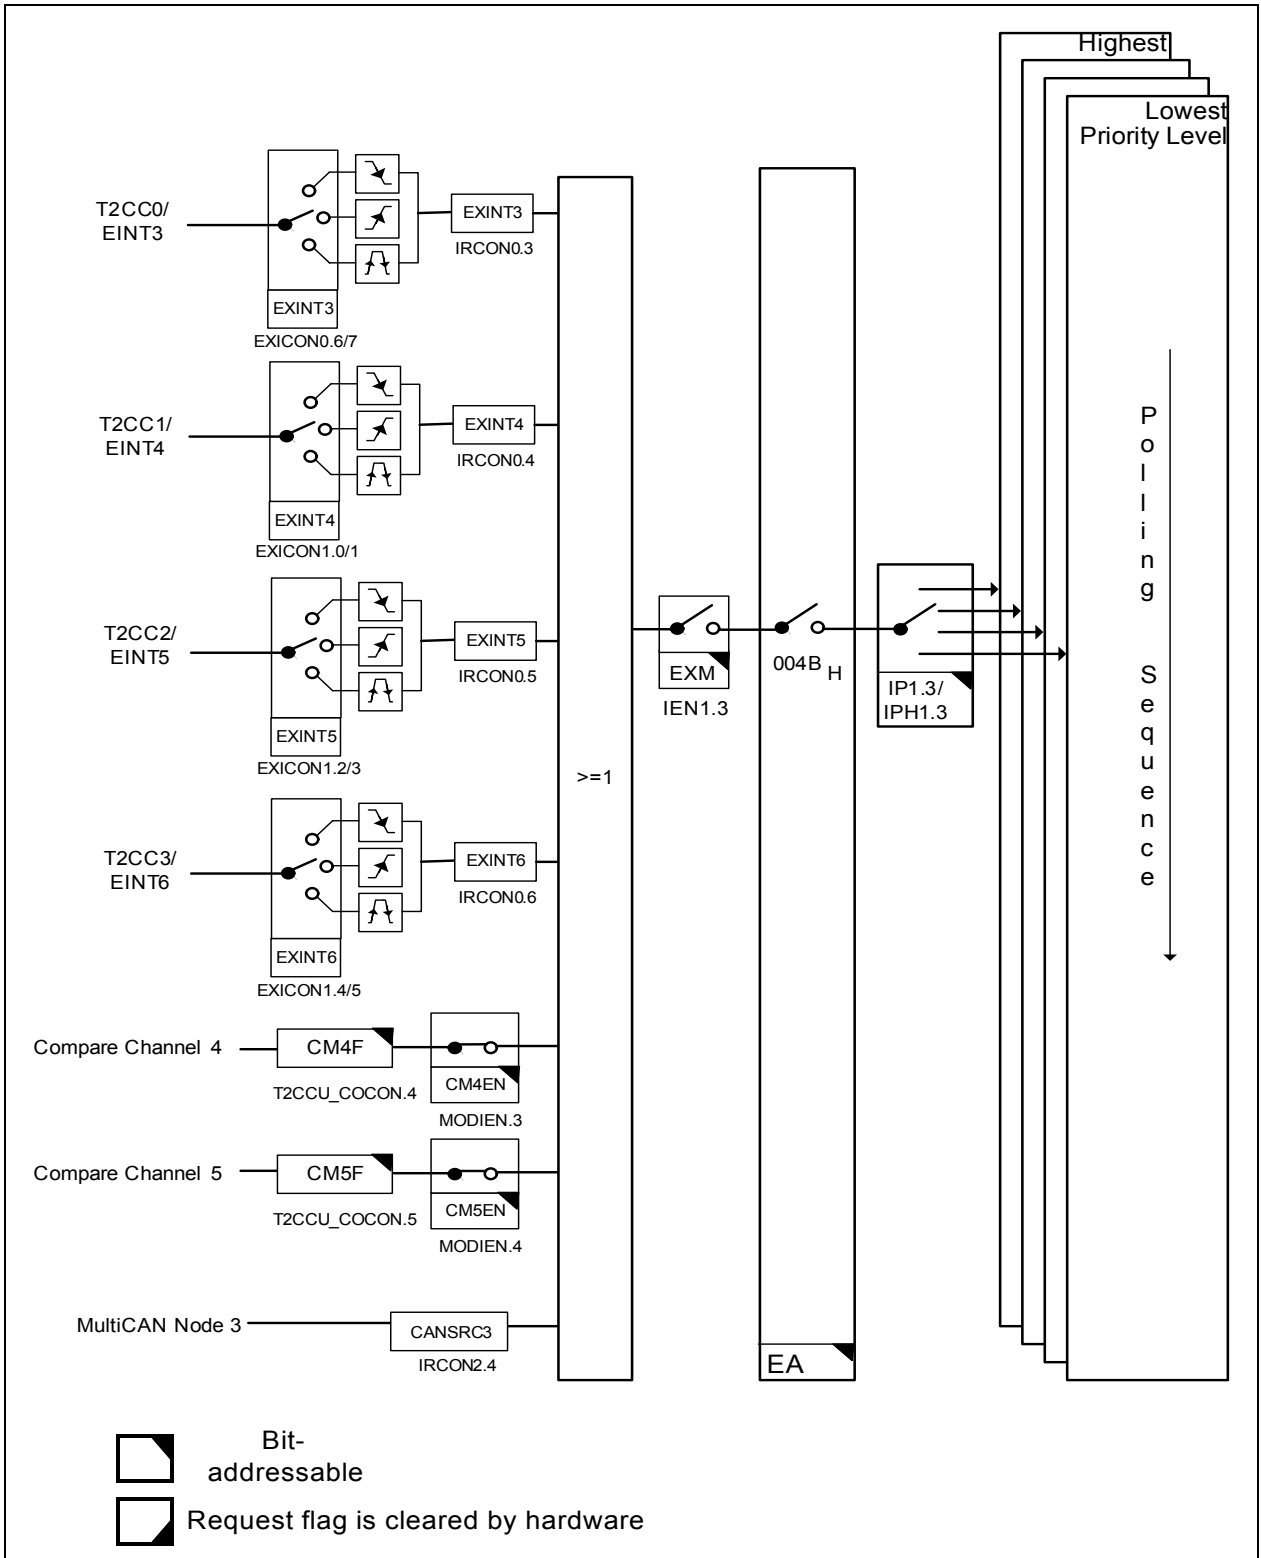 Highest
Lowest
Priority Level
T2CC0/
EINT3
EXINT3
EXICON0.6/7
EXINT3
IRCON0.3
T2CC1/
EINT4
EXINT4
EXICON1.0/1
EXINT4
IRCON0.4
T2CC2/
EINT5
EXINT5
EXICON1.2/3
EXINT5
IRCON0.5
T2CC3/
EINT6
EXINT6
EXICON1.4/5
EXINT6
IRCON0.6
Compare Channel 4
CM4F
T2CCU_COCON.4
CM4EN
MODIEN.3
Compare Channel 5
CM5F
T2CCU_COCON.5
CM5EN
MODIEN.4
MultiCAN Node 3
CANSRC3
IRCON2.4
>=1
EXM
IEN1.3
004B H
EA
IP1.3/
IPH1.3
Polling Sequence
Bit-
addressable
Request flag is cleared by hardware